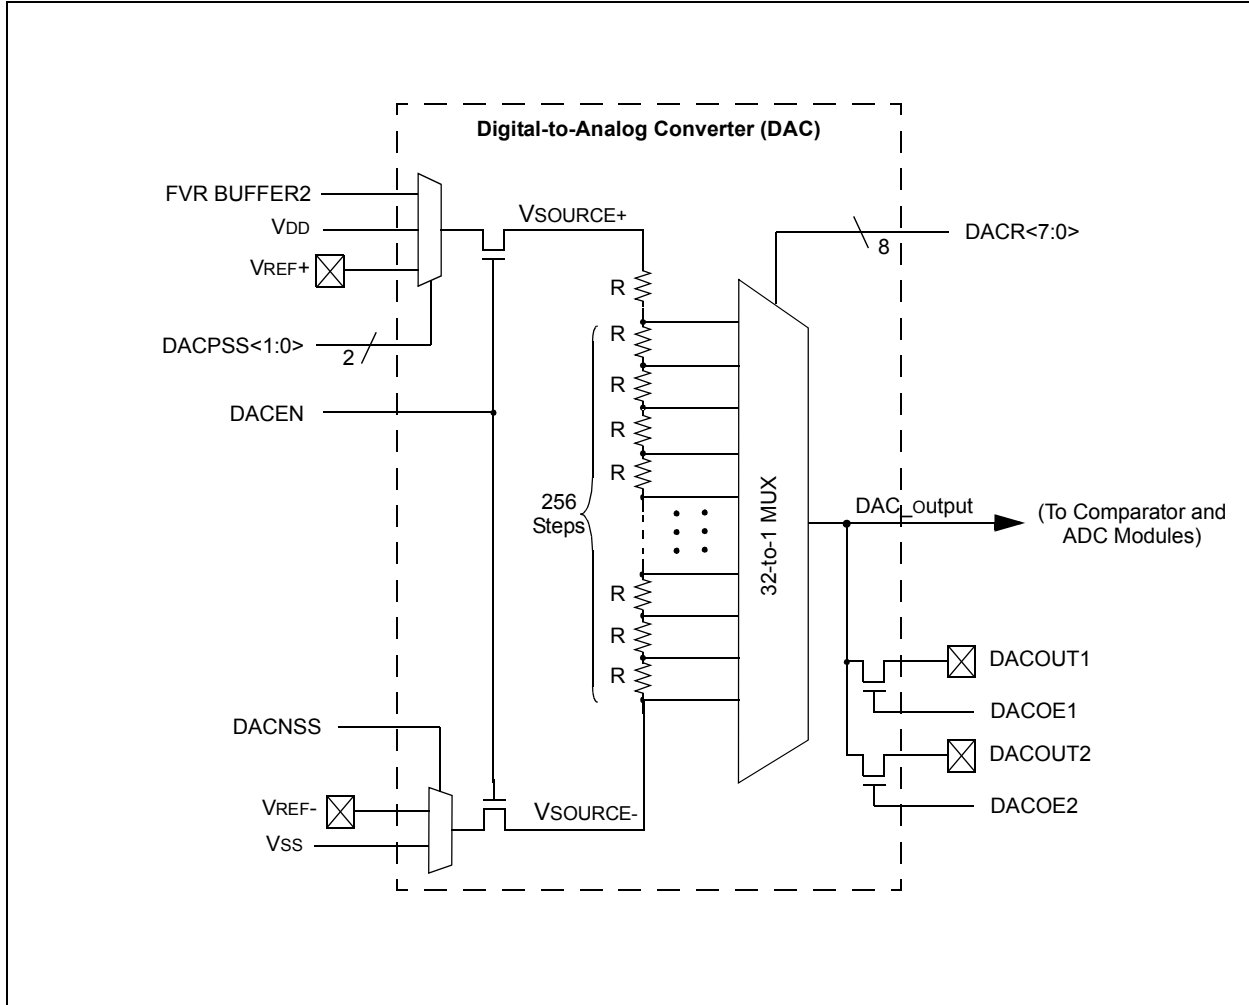 Digital-to-Analog Converter (DAC)
FVR BUFFER2
VDD
VREF+
DACPSS<1:0>
2
DACEN
VSOURCE+
R
R
R
R
R
256
Steps
R
R
R
32-to-1 MUX
8
DACR<7:0>
DAC_output
(To Comparator and
ADC Modules)
DACOUT1
DACOE1
DACOUT2
DACOE2
DACNSS
VREF-
VSS
VSOURCE-